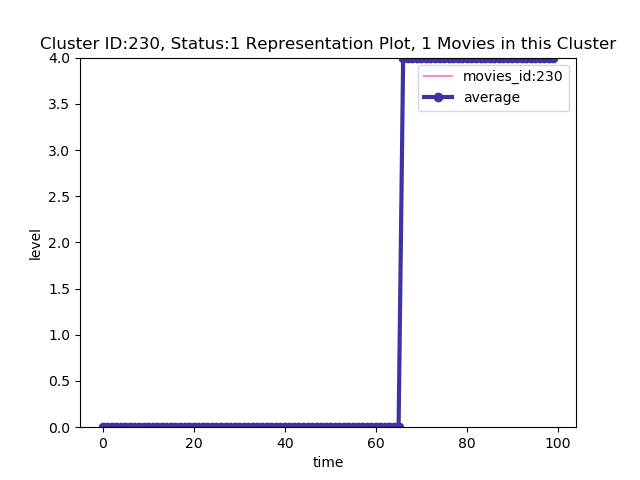 Cluster ID:230, Status:1 Representation Plot, 1 Movies in this Cluster
movies_id:230
average
4.0
3.5
3.0
2.5
2.0
1.5
1.0
0.5
0.0
level
0 20 40 60 80 100
time